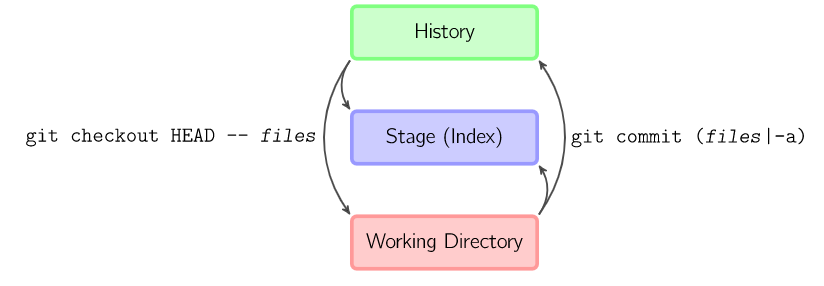 History
git checkout HEAD -- files
Stage (Index)
git commit (files|-a)
Working Directory